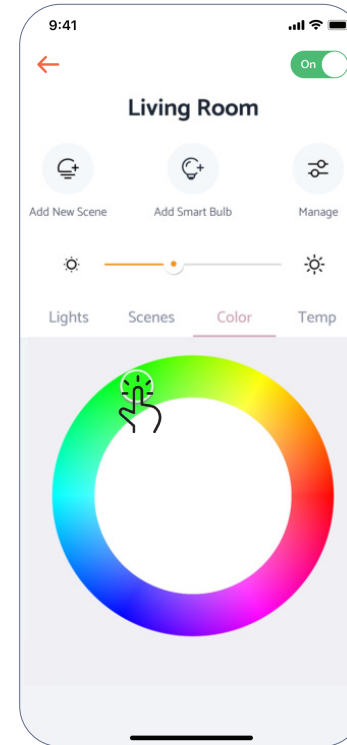 9:41
On
Living Room
Add New Scene Add Smart Bulb Manage
Lights Scenes Color Temp